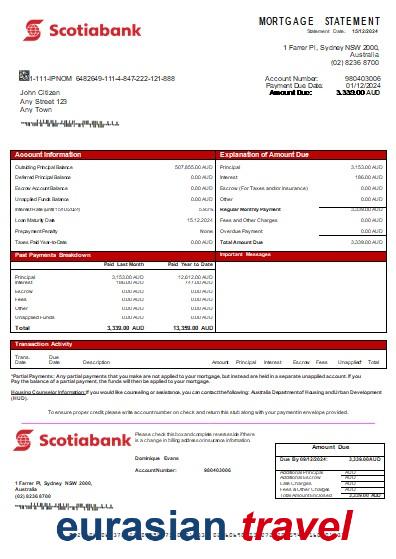 Scotiabank
MORTGAGE STATEMENT
Statement Date: 15/12/2024
1 Farrer Pl, Sydney NSW 2000,
Australia
(02) 8236 8700
1-111-IPNOM 6482649-111-4-847-222-121-888
John Citizen
Any Street 123
Any Town
Account Number: 980403006
Payment Due Date: 01/12/2024
Amount Due: 3,339.00 AUD
Account Information
Outstanding Principal Balance 507,855.00 AUD
Deferred Principal Balance 0.00 AUD
Escrow Account Balance 0.00 AUD
Unapplied Funds Balance 0.00 AUD
Loan Maturity Date 15.12.2024
Prepayment Penalty None
Taxes Paid Year-to-Date 0.00 AUD
Explanation of Amount Due
Principal 3,153.00 AUD
Interest 186.00 AUD
Escrow (For Taxes and/or Insurance) 0.00 AUD
Other 0.00 AUD
Regular Monthly Payment 3,339.00 AUD
Fees and Other Charges 0.00 AUD
Overdue Payment 0.00 AUD
Total Amount Due 3,339.00 AUD
Past Payments Breakdown
Paid Last Month Paid Year to Date
Principal 3,153.00 AUD 12,612.00 AUD
Interest 186.00 AUD
Escrow 0.00 AUD 0.00 AUD
Fees 0.00 AUD 0.00 AUD
Other 0.00 AUD 0.00 AUD
Unapplied Funds 0.00 AUD 0.00 AUD
Total 3,339.00 AUD 13,359.00 AUD
Important Messages
Transaction Activity
Trans. Date Due Date Description Amount Principal Interest Escrow Fees Unapplied Total
*Partial Payments: Any partial payments that you make are not applied to your mortgage, but instead are held in a separate unapplied account. If you
Pay the balance of a partial payment, the funds will then be applied to your mortgage.
Housing Counselor Information: If you would like counseling or assistance, you can contact the following: Australia Department of Housing and Urban Development
(HUD).
To ensure proper credit, please write account number on check and return this stub along with your payment in envelope provided.
Scotiabank
Please check this box and complete reverse side if there
is a change in billing address or insurance information.
Dominique Evans
Account Number: 980403006
1 Farrer Pl, Sydney NSW 2000,
Australia
(02) 8236 8700
Amount Due
Due By 09/12/2024: 3,339.00 AUD
Additional Principal AUD
Additional Escrow AUD
Late Charges AUD
Fees & Other Charges AUD
Total Amount Enclosed 3,339.00 AUD
eurasian travel